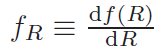 f_R ≡ df(R)/dR